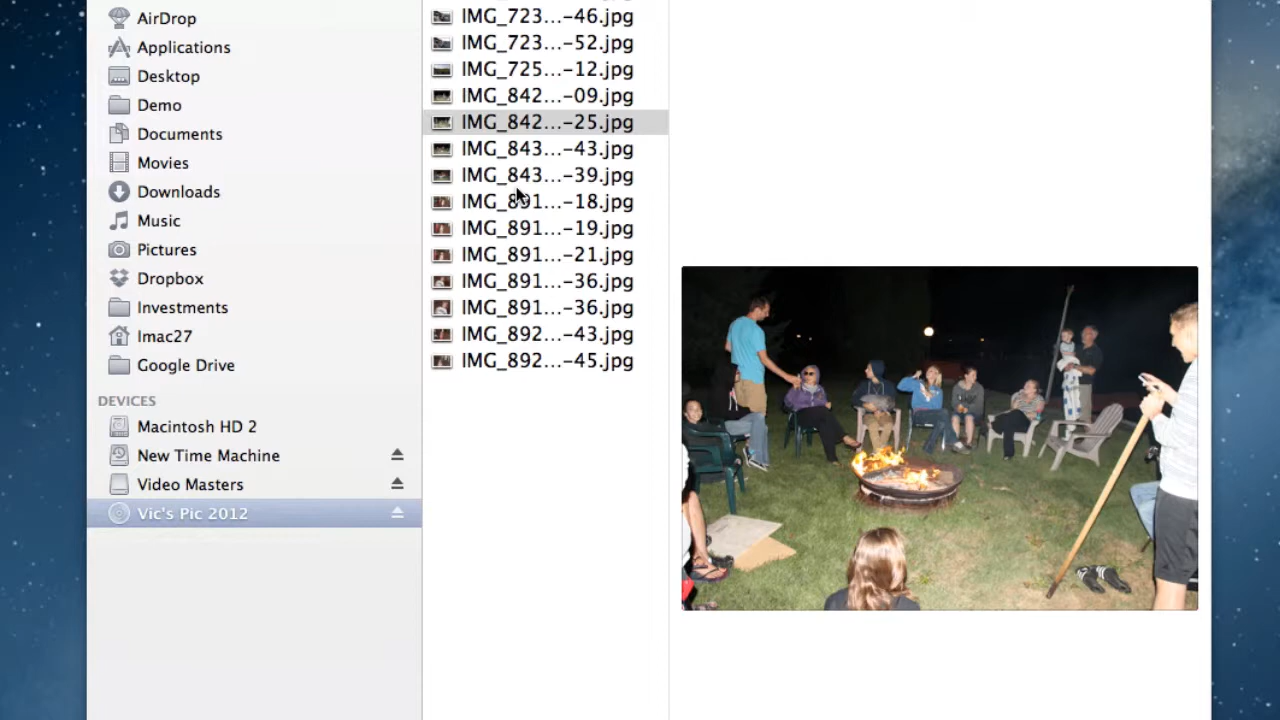 AirDrop
Applications
Desktop
Demo
Documents
Movies
Downloads
Music
Pictures
Dropbox
Investments
Imac27
Google Drive
DEVICES
Macintosh HD 2
New Time Machine
Video Masters
Vic's Pic 2012
IMG_723...-46.jpg
IMG_723...-52.jpg
IMG_725...-12.jpg
IMG_842...-09.jpg
IMG_842...-25.jpg
IMG_843...-43.jpg
IMG_843...-39.jpg
IMG_891...-18.jpg
IMG_891...-19.jpg
IMG_891...-21.jpg
IMG_891...-36.jpg
IMG_891...-36.jpg
IMG_892...-43.jpg
IMG_892...-45.jpg